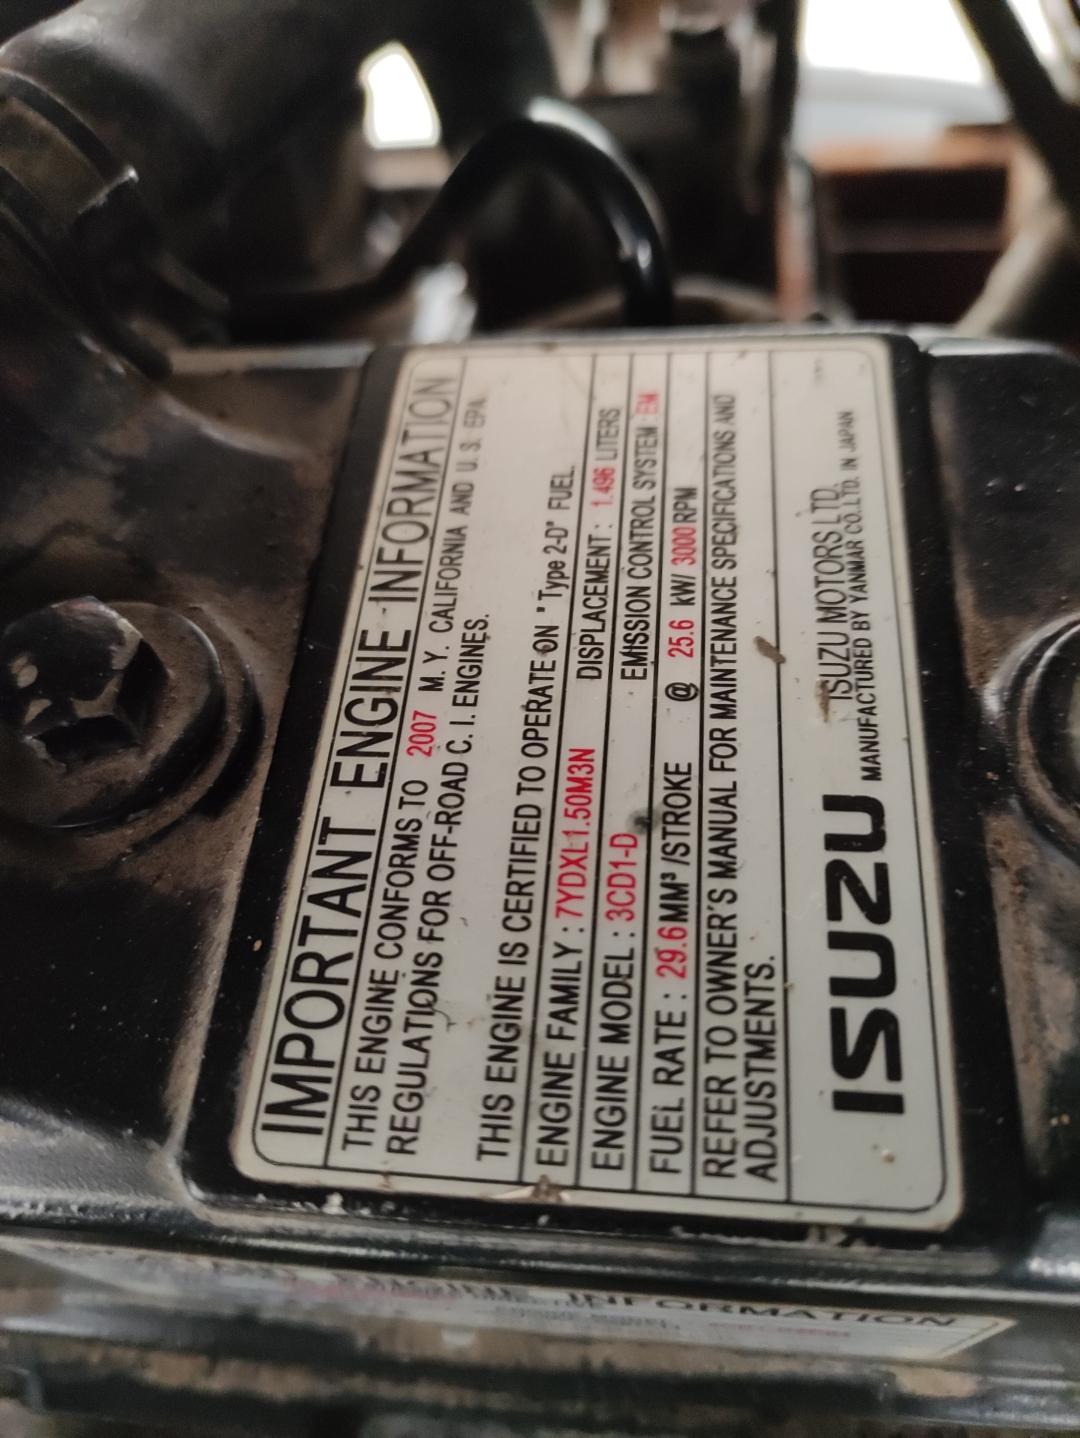 IMPORTANT ENGINE INFORMATION
THIS ENGINE CONFORMS TO 2007 M. Y. CALIFORNIA AND U. S. EPA
REGULATIONS FOR OFF-ROAD C. I. ENGINES.
THIS ENGINE IS CERTIFIED TO OPERATE ON "Type 2-D" FUEL.
ENGINE FAMILY : 7YDXL1.50M3N DISPLACEMENT : 1.496 LITERS
ENGINE MODEL : 3CD1-D EMISSION CONTROL SYSTEM EM
FUEL RATE : 29.6 MM³ /STROKE @ 25.6 kW/ 3000 RPM
REFER TO OWNER'S MANUAL FOR MAINTENANCE SPECIFICATIONS AND
ADJUSTMENTS.
ISUZU
ISUZU MOTORS LTD.
MANUFACTURED BY YANMAR CO.LTD. IN JAPAN
ENGINE INFORMATION